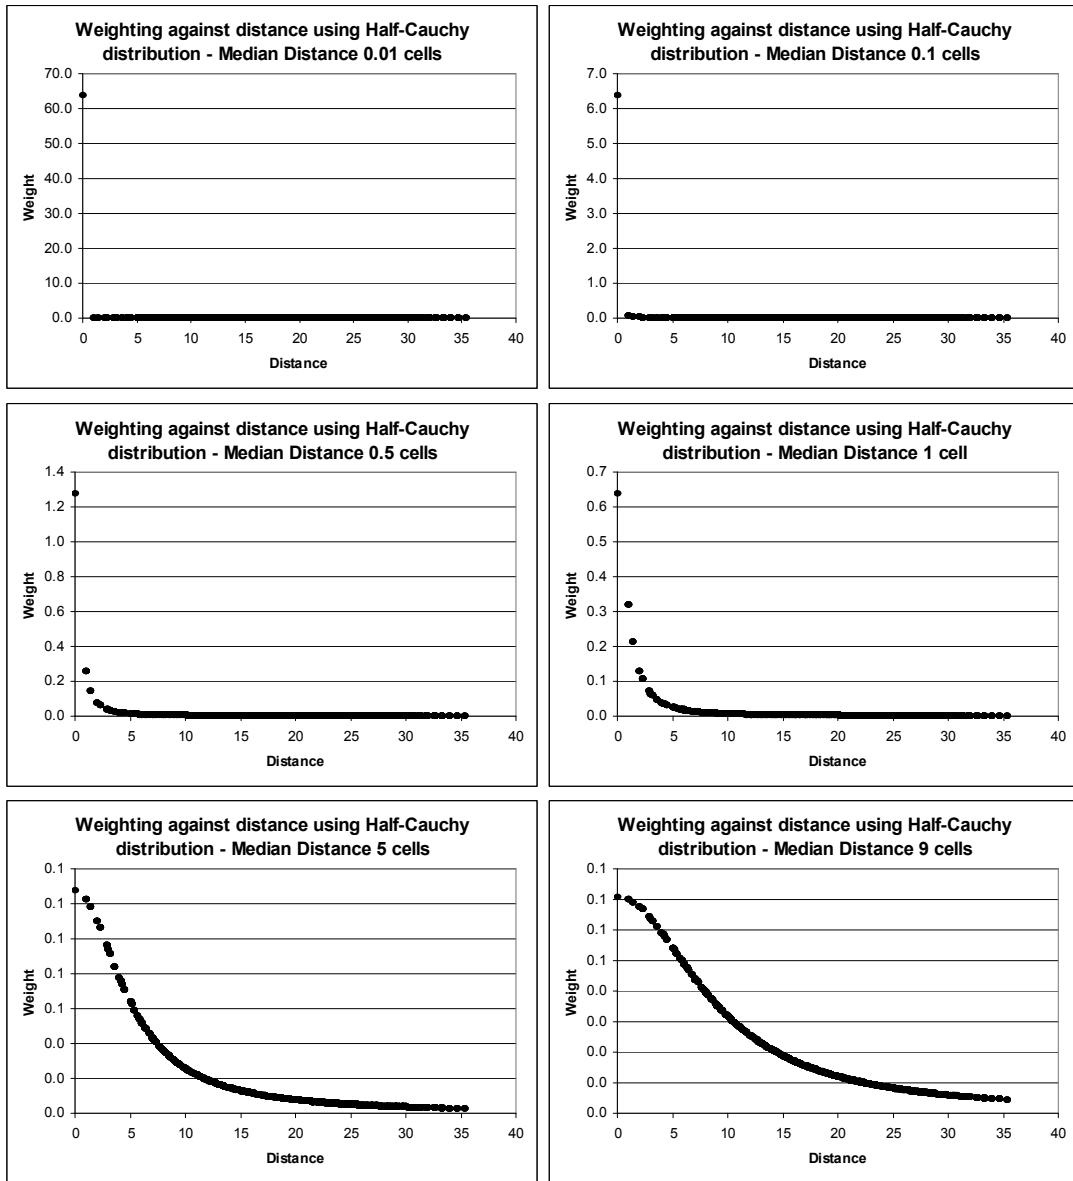 Weighting against distance using Half-Cauchy
distribution - Median Distance 0.01 cells
70.0
60.0
50.0
40.0
30.0
20.0
10.0
0.0
Weight
0 5 10 15 20 25 30 35 40
Distance
Weighting against distance using Half-Cauchy
distribution - Median Distance 0.1 cells
7.0
6.0
5.0
4.0
3.0
2.0
1.0
0.0
Weight
0 5 10 15 20 25 30 35 40
Distance
Weighting against distance using Half-Cauchy
distribution - Median Distance 0.5 cells
1.4
1.2
1.0
0.8
0.6
0.4
0.2
0.0
Weight
0 5 10 15 20 25 30 35 40
Distance
Weighting against distance using Half-Cauchy
distribution - Median Distance 1 cell
0.7
0.6
0.5
0.4
0.3
0.2
0.1
0.0
Weight
0 5 10 15 20 25 30 35 40
Distance
Weighting against distance using Half-Cauchy
distribution - Median Distance 5 cells
0.1
0.1
0.1
0.1
0.1
0.0
0.0
0.0
Weight
0 5 10 15 20 25 30 35 40
Distance
Weighting against distance using Half-Cauchy
distribution - Median Distance 9 cells
0.1
0.1
0.1
0.1
0.0
0.0
0.0
0.0
0.0
Weight
0 5 10 15 20 25 30 35 40
Distance